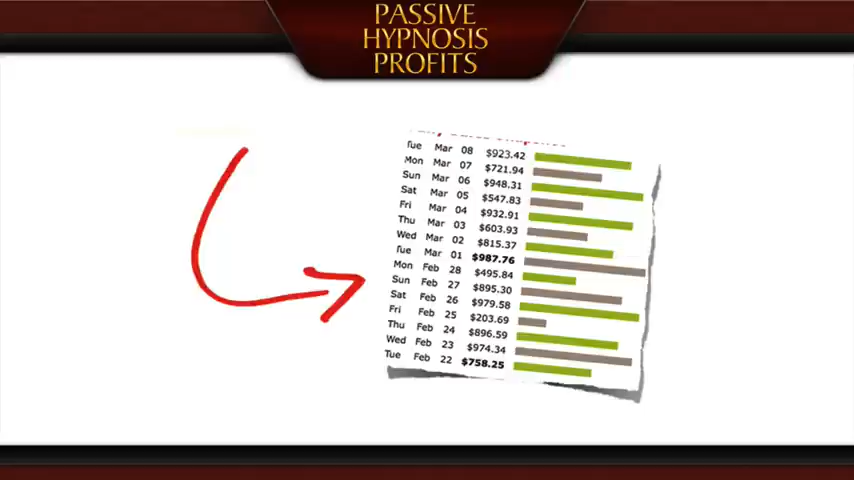 PASSIVE
HYPNOSIS
PROFITS
Tue Mar 08 $923.42
Mon Mar 07 $721.94
Sun Mar 06 $948.31
Sat Mar 05 $547.83
Fri Mar 04 $932.91
Thu Mar 03 $603.93
Wed Mar 02 $815.37
Tue Mar 01 $987.76
Mon Feb 28 $495.84
Sun Feb 27 $895.30
Sat Feb 26 $979.58
Fri Feb 25 $203.69
Thu Feb 24 $896.59
Wed Feb 23 $974.34
Tue Feb 22 $758.25